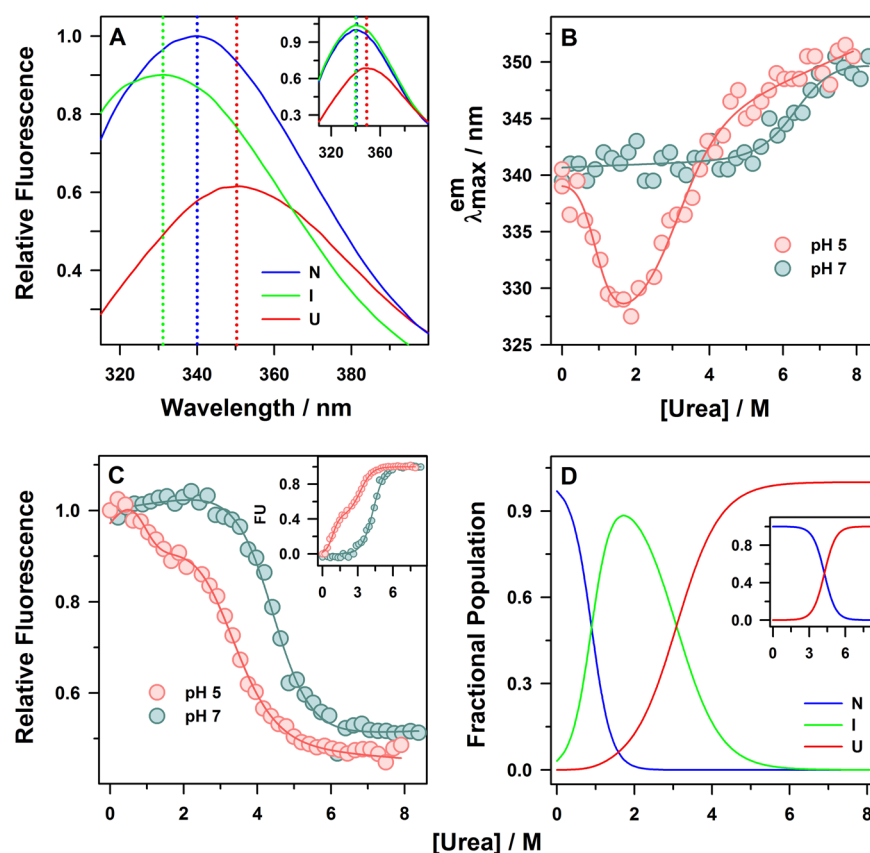 A
1.0
0.8
0.6
0.4
Relative Fluorescence
320
340
360
380
Wavelength / nm
N
I
U
0.9
0.6
0.3
320
360
B
350
345
340
335
330
325
λ em max / nm
pH 5
pH 7
0
2
4
6
8
[Urea] / M
C
1.0
0.8
0.6
Relative Fluorescence
pH 5
pH 7
0
2
4
6
8
FU
0.8
0.4
0.0
0
3
6
D
0.9
0.6
0.3
0.0
Fractional Population
N
I
U
0
2
4
6
8
0.8
0.4
0.0
0
3
6
[Urea] / M